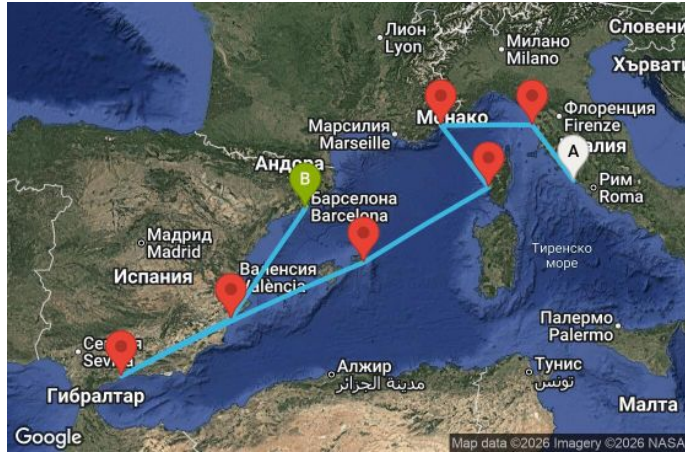 Словени
Лион
Lyon
Милано
Milano
Хърват
Монако
Флоренция
Firenze
Марсилия
Marseille
A
алия
Андора
B
Рим
Roma
Барселона
Barcelona
Мадрид
Madrid
Тиренско
море
Валенсия
València
Испания
Палермо
Palermo
Севиля
Sevilla
Алжир
مدينة الجزائر
Тунис
تونس
Гибралтар
Малта
Google
Map data ©2026 Imagery ©2026 NASA